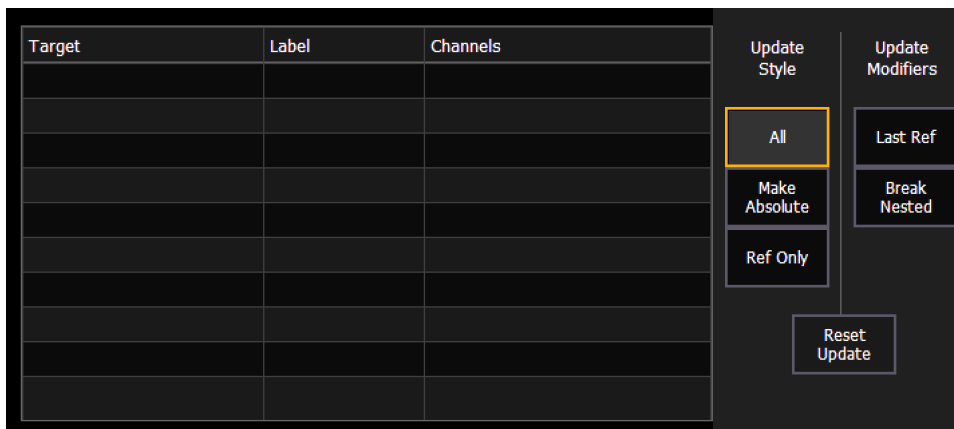 Target Label Channels
Update
Style
Update
Modifiers
All
Last Ref
Make
Absolute
Break
Nested
Ref Only
Reset
Update